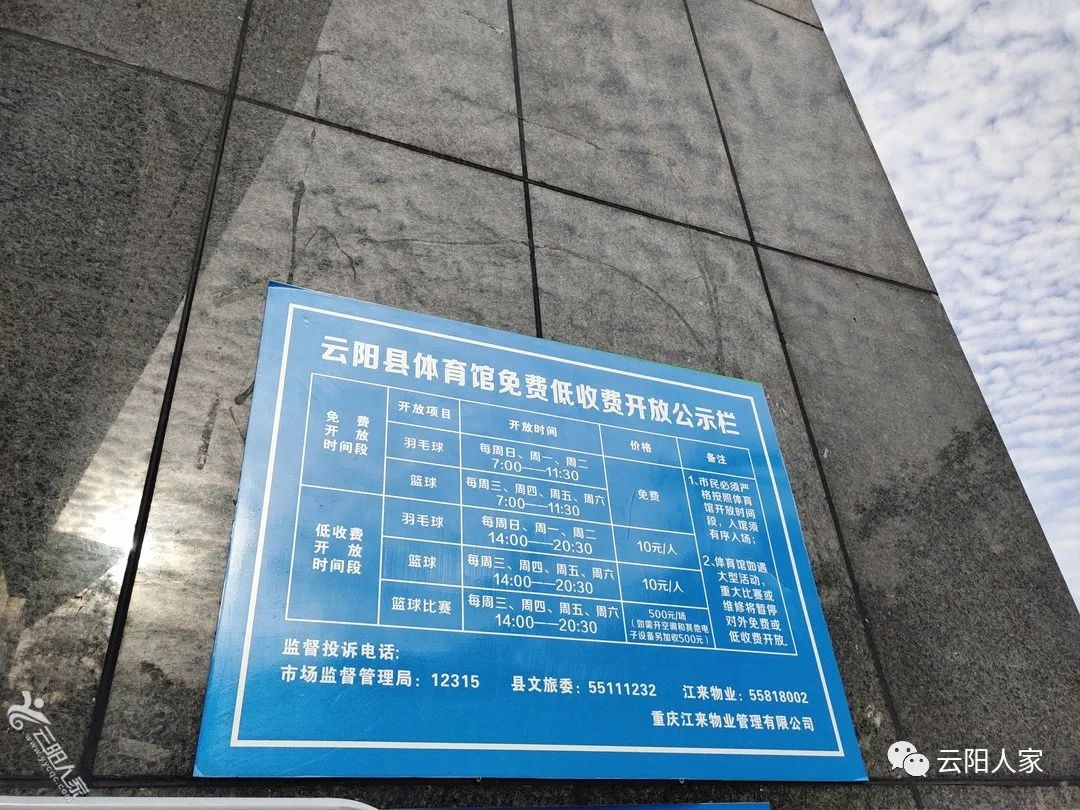 云阳县体育馆免费低收费开放公示栏
免费
开放
时间段
开放项目
开放时间
价格
备注
羽毛球
每周日、周一、周二
7:00——11:30
免费
篮球
每周三、周四、周五、周六
7:00——11:30
低收费
开放
时间段
羽毛球
每周日、周一、周二
14:00——20:30
10元/人
篮球
每周三、周四、周五、周六
14:00——20:30
10元/人
篮球比赛
每周三、周四、周五、周六
14:00——20:30
500元/场
(如需开空调和其他电
子设备另加收500元)
1、市民必须严
格按照体育
馆开放时间
段，入馆须
有序入场；
2、体育馆如遇
大型活动，
重大比赛或
维修将暂停
对外免费或
低收费开放.
监督投诉电话:
市场监督管理局: 12315 县文旅委: 55111232 江来物业: 55818002
重庆江来物业管理有限公司
云阳人家
云阳人家